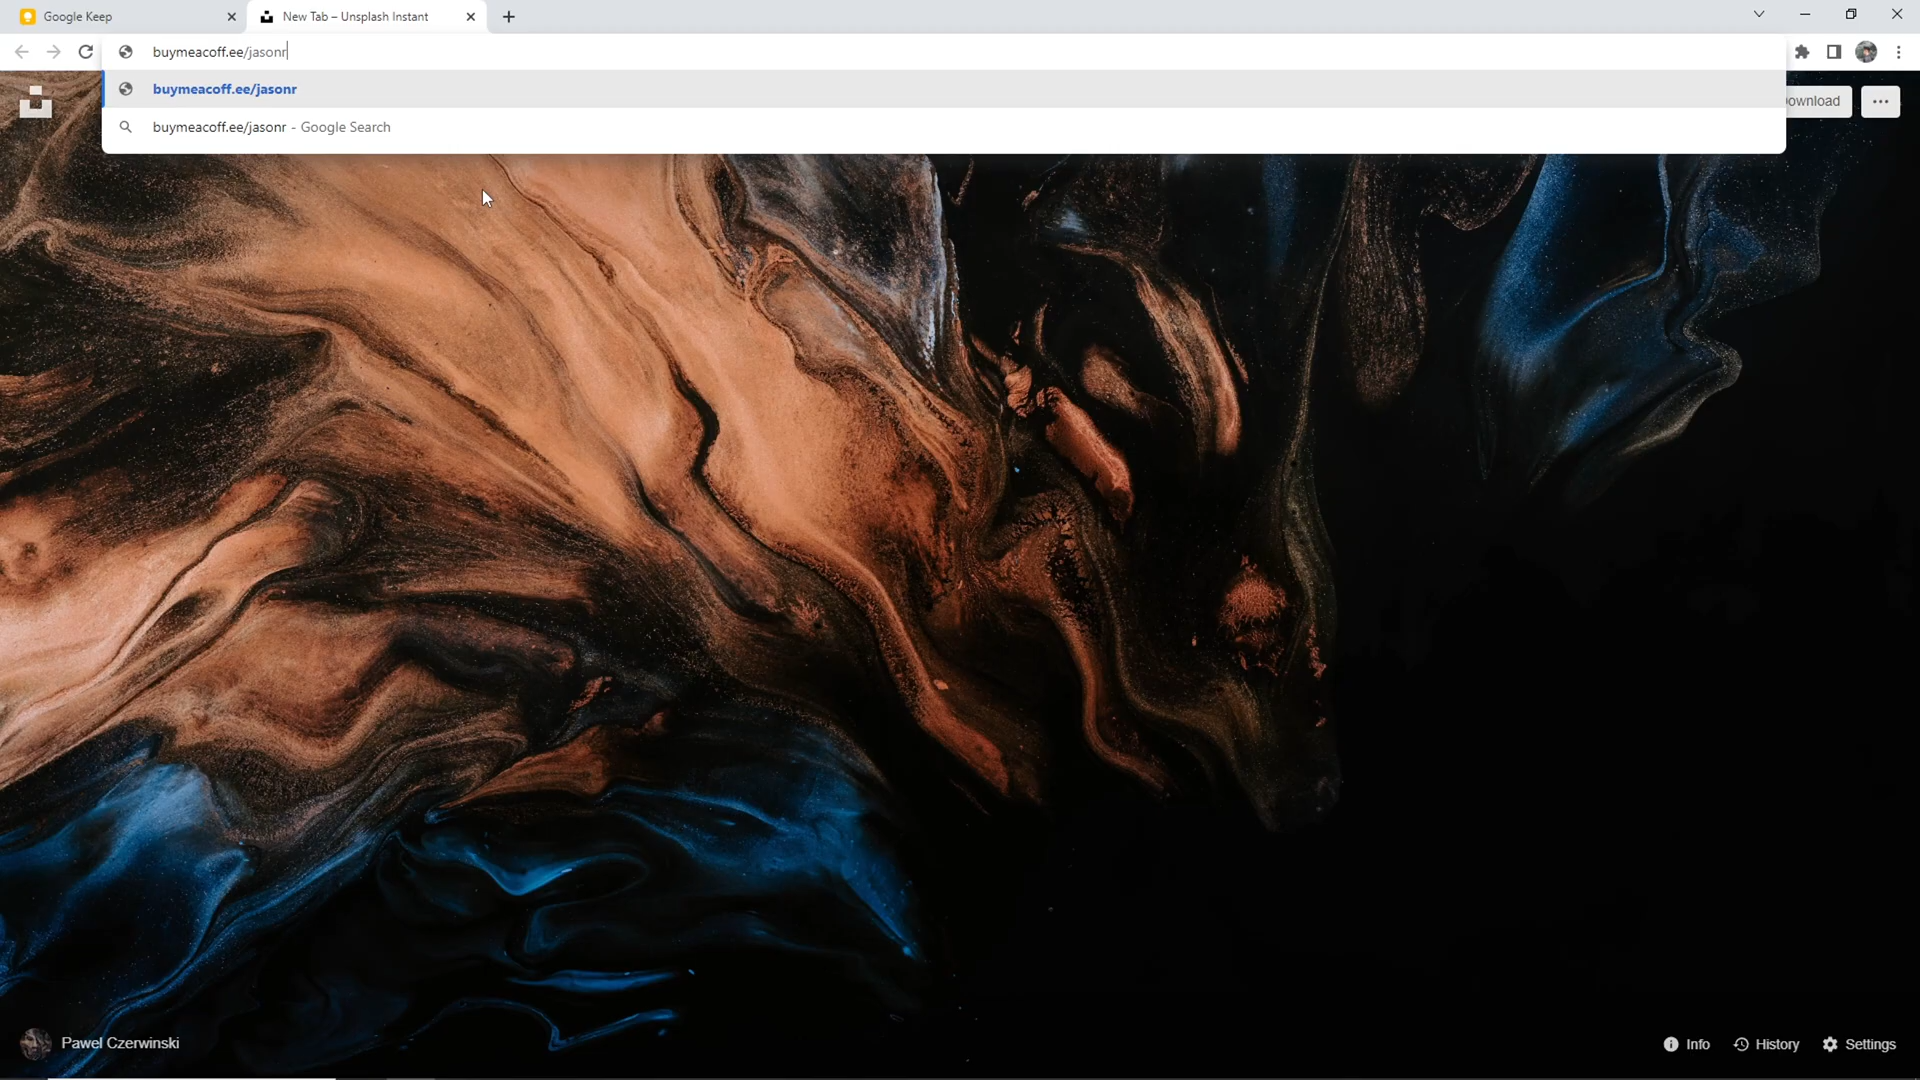 Google Keep
New Tab – Unsplash Instant
buymeacoff.ee/jasonr
buymeacoff.ee/jasonr
buymeacoff.ee/jasonr - Google Search
ownload
Pawel Czerwinski
Info
History
Settings